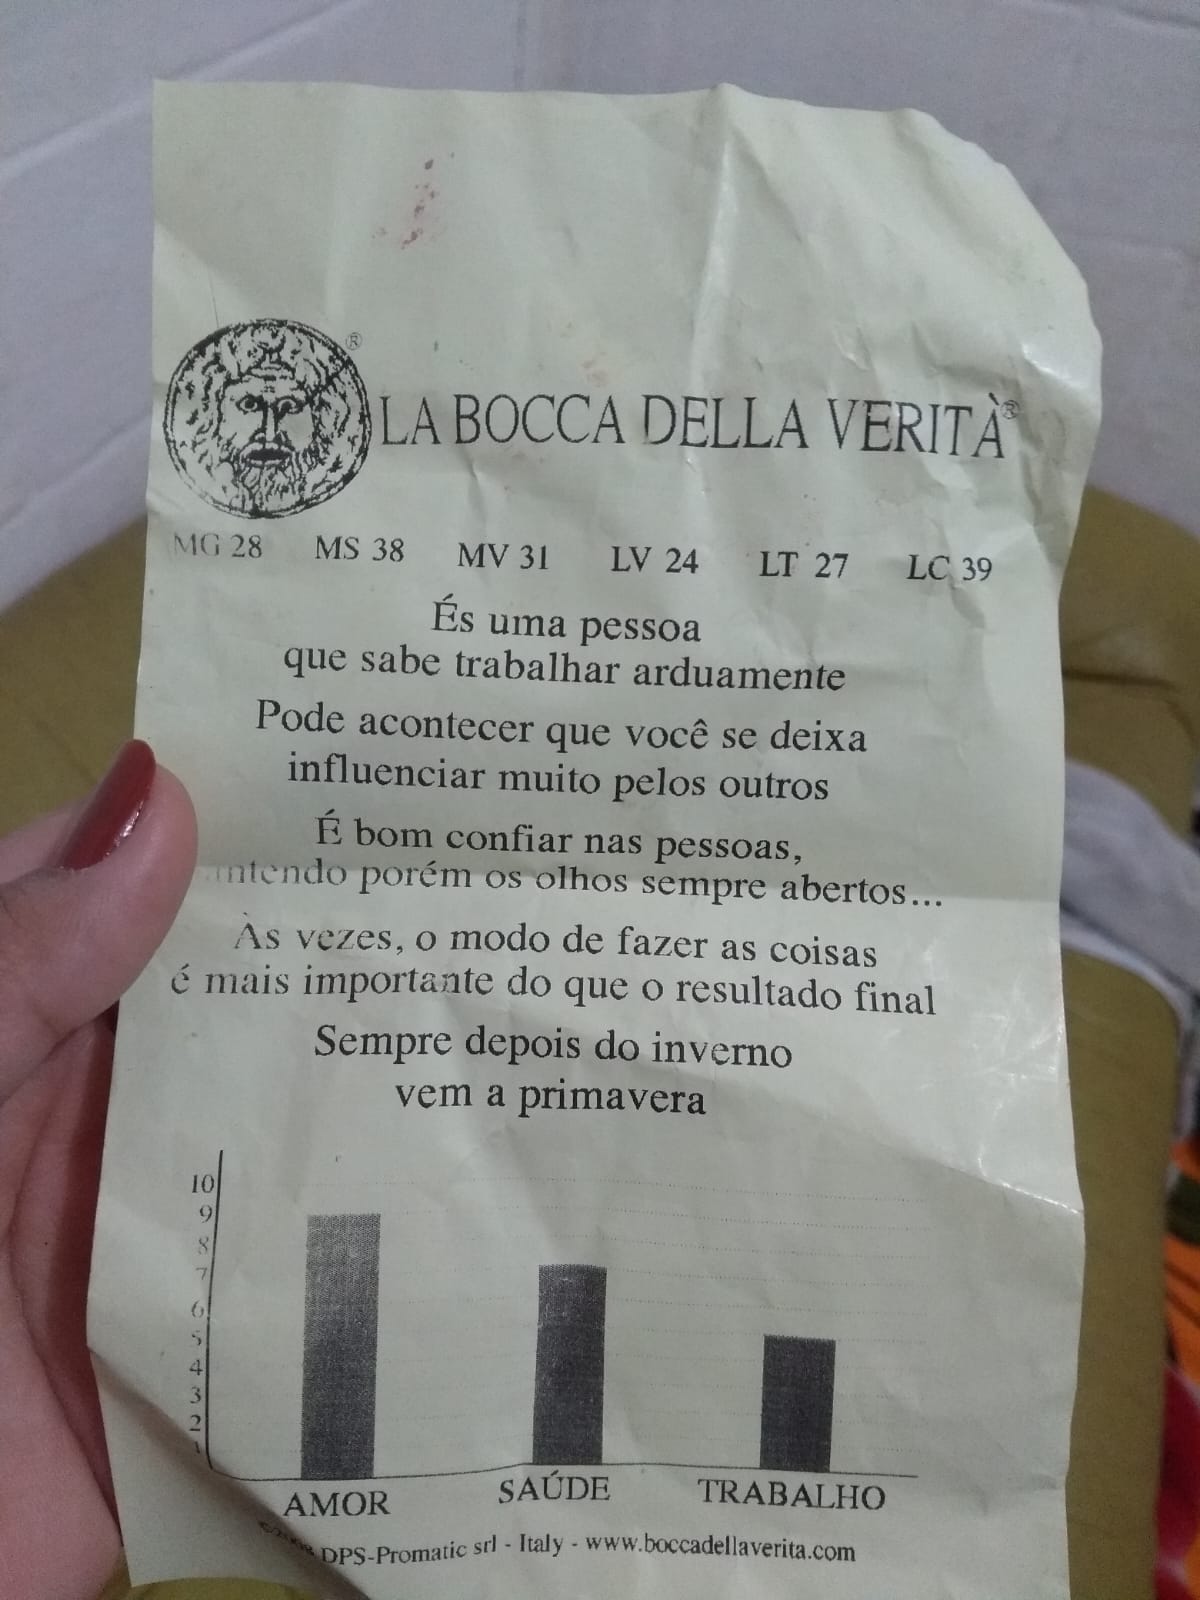 ®
LA BOCCA DELLA VERITÀ®
MG 28 MS 38 MV 31 LV 24 LT 27 LC 39
És uma pessoa
que sabe trabalhar arduamente
Pode acontecer que você se deixa
influenciar muito pelos outros
É bom confiar nas pessoas,
porém os olhos sempre abertos...
Às vezes, o modo de fazer as coisas
é mais importante do que o resultado final
Sempre depois do inverno
vem a primavera
10
9
8
7
6
5
4
3
2
1
AMOR SAÚDE TRABALHO
DPS-Promatic srl - Italy - www.boccadellaverita.com